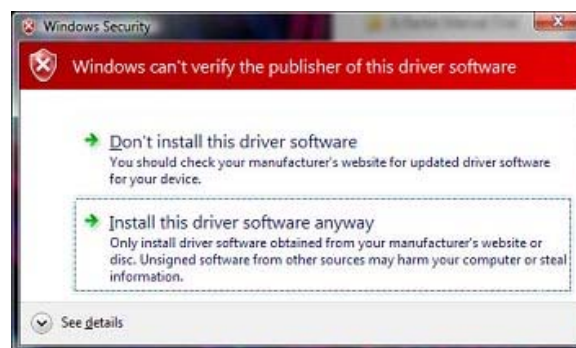 Windows Security
Windows can't verify the publisher of this driver software
Don't install this driver software
You should check your manufacturer's website for updated driver software
for your device.
Install this driver software anyway
Only install driver software obtained from your manufacturer's website or
disc. Unsigned software from other sources may harm your computer or steal
information.
See details